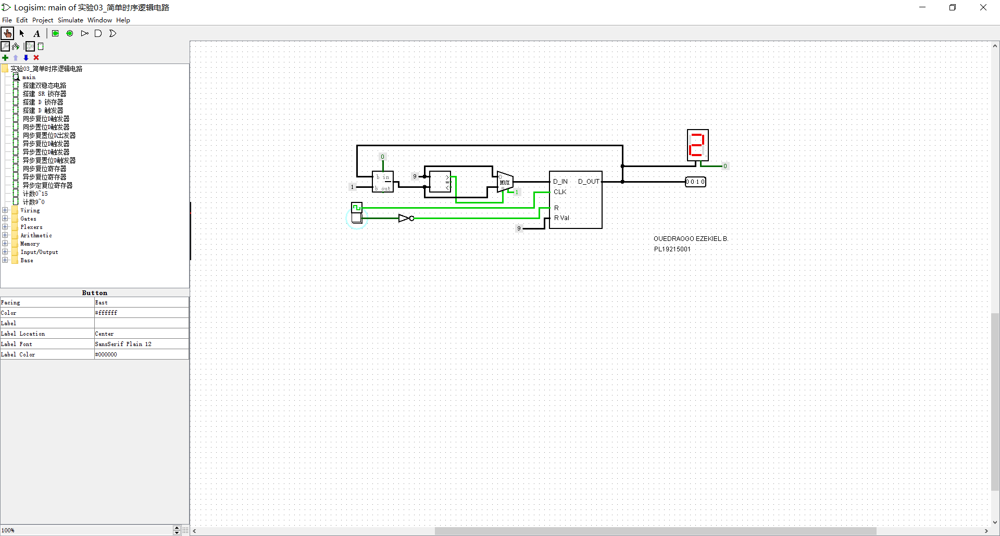 Logisim: main of 实验03_简单时序逻辑电路
File Edit Project Simulate Window Help
A
实验03_简单时序逻辑电路
main
搭建双稳态电路
搭建 SR 锁存器
搭建 D 锁存器
搭建 D 触发器
同步复位D触发器
同步置位D触发器
同步复置位D出发器
异步复位D触发器
异步置位D触发器
异步复置位D触发器
同步复位寄存器
异步复位寄存器
异步定复位寄存器
计数0~15
计数9~0
Wiring
Gates
Plexers
Arithmetic
Memory
Input/Output
Base
Button
Facing East
Color #ffffff
Label
Label Location Center
Label Font SansSerif Plain 12
Label Color #000000
100%
2
0
0
b in
b out
1
9
>
=
<
0
MUX
1
D_IN D_OUT
CLK
R
R Val
9
0010
OUEDRAOGO EZEKIEL B.
PL19215001